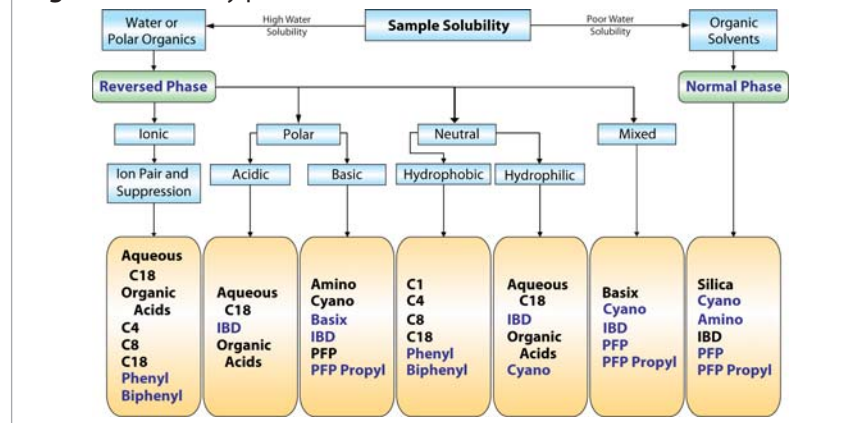 Water or
Polar Organics
High Water
Solubility
Sample Solubility
Poor Water
Solubility
Organic
Solvents
Reversed Phase
Normal Phase
Ionic
Polar
Neutral
Mixed
Ion Pair and
Suppression
Acidic
Basic
Hydrophobic
Hydrophilic
Aqueous
C18
Organic
Acids
C4
C8
C18
Phenyl
Biphenyl
Aqueous
C18
IBD
Organic
Acids
Amino
Cyano
Basix
IBD
PFP
PFP Propyl
C1
C4
C8
C18
Phenyl
Biphenyl
Aqueous
C18
IBD
Organic
Acids
Cyano
Basix
Cyano
IBD
PFP
PFP Propyl
Silica
Cyano
Amino
IBD
PFP
PFP Propyl